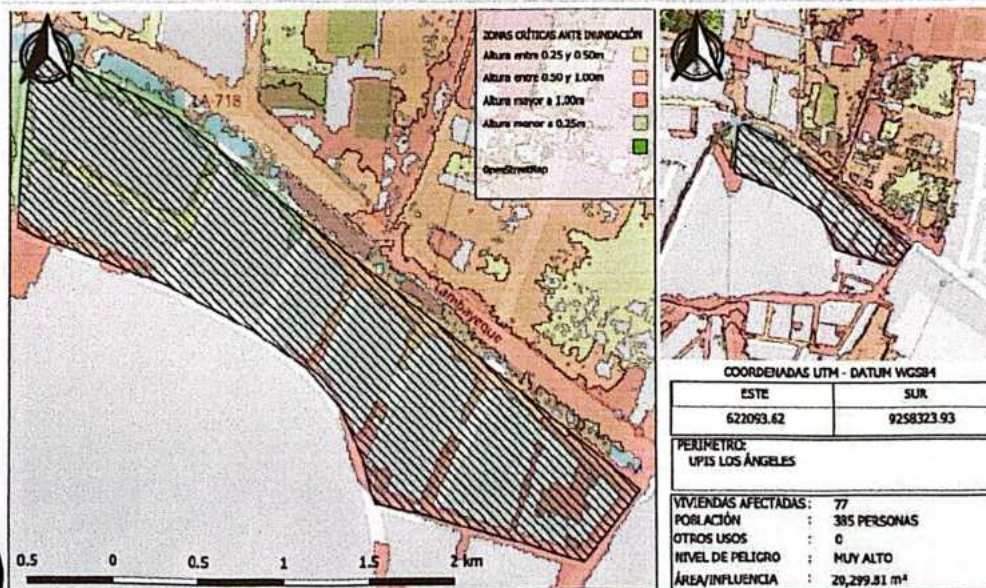 ZONAS CRÍTICAS ANTE INUNDACIÓN
Altura entre 0.25 y 0.50m
Altura entre 0.50 y 1.00m
Altura mayor a 1.00m
Altura menor a 0.25m
OpenStreetMap
LA 718
Lambayeque
0.5 0 0.5 1 1.5 2 km
COORDENADAS UTM - DATUM WGS84
ESTE SUR
622093.62 9258323.93
PERIMETRO:
UPIS LOS ÁNGELES
VIVIENDAS AFECTADAS: 77
POBLACIÓN : 385 PERSONAS
OTROS USOS : 0
NIVEL DE PELIGRO : MUY ALTO
ÁREA/INFLUENCIA : 20,299.81 m²